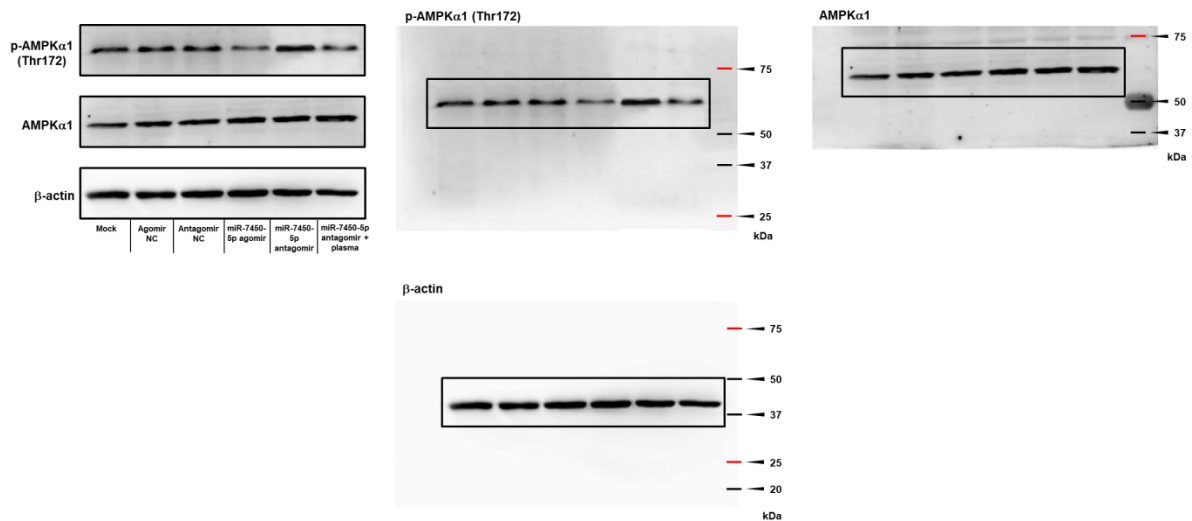 p-AMPKα1
(Thr172)
AMPKα1
β-actin
Mock
Agomir
NC
Antagomir
NC
miR-7450-
5p agomir
miR-7450-
5p
antagomir
miR-7450-5p
antagomir +
plasma
p-AMPKα1 (Thr172)
75
50
37
25
kDa
AMPKα1
75
50
37
kDa
β-actin
75
50
37
25
20
kDa